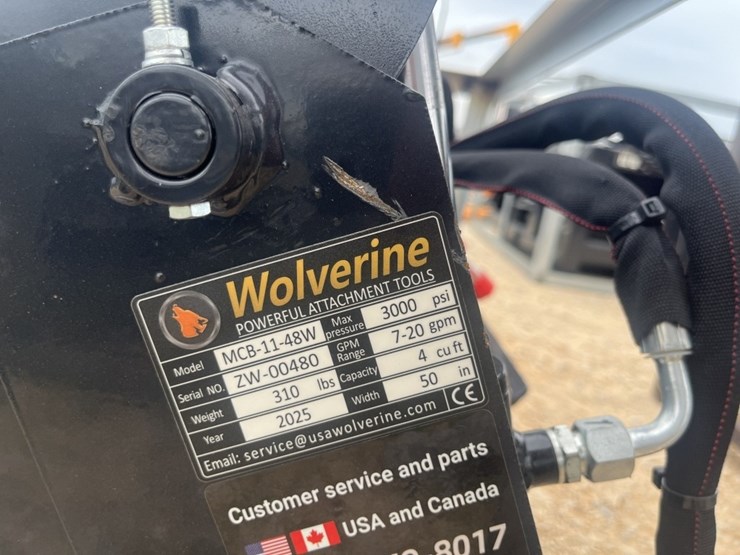 Wolverine
POWERFUL ATTACHMENT TOOLS
Model MCB-11-48W Max pressure 3000 psi
Serial NO. ZW-00480 GPM Range 7-20 gpm
Weight 310 lbs Capacity 4 cu ft
Year 2025 Width 50 in
Email: service@usawolverine.com CE
Customer service and parts
USA and Canada
8017